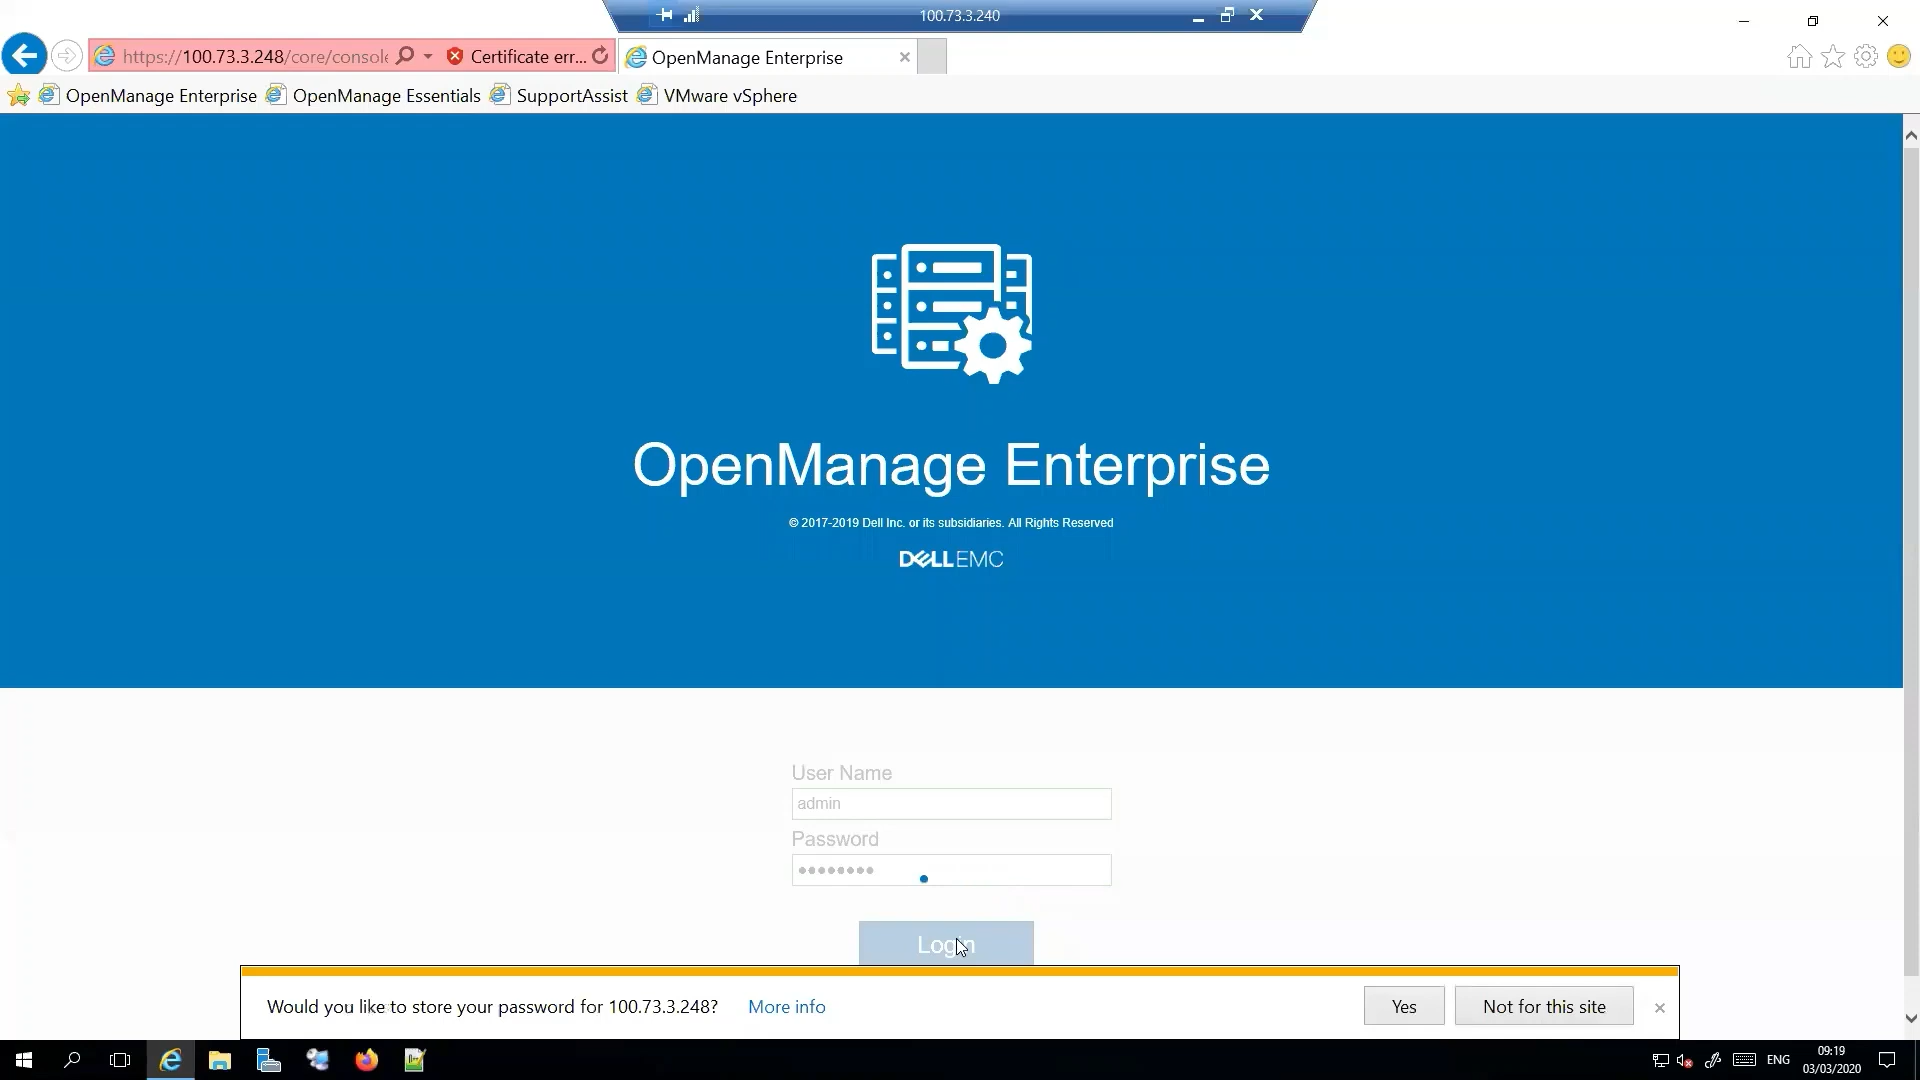 100.73.3.240
https://100.73.3.248/core/console
Certificate err...
OpenManage Enterprise
OpenManage Enterprise
OpenManage Essentials
SupportAssist
VMware vSphere
OpenManage Enterprise
© 2017-2019 Dell Inc. or its subsidiaries. All Rights Reserved
DELLEMC
User Name
admin
Password
Login
Would you like to store your password for 100.73.3.248? More info
Yes
Not for this site
ENG
09:19
03/03/2020